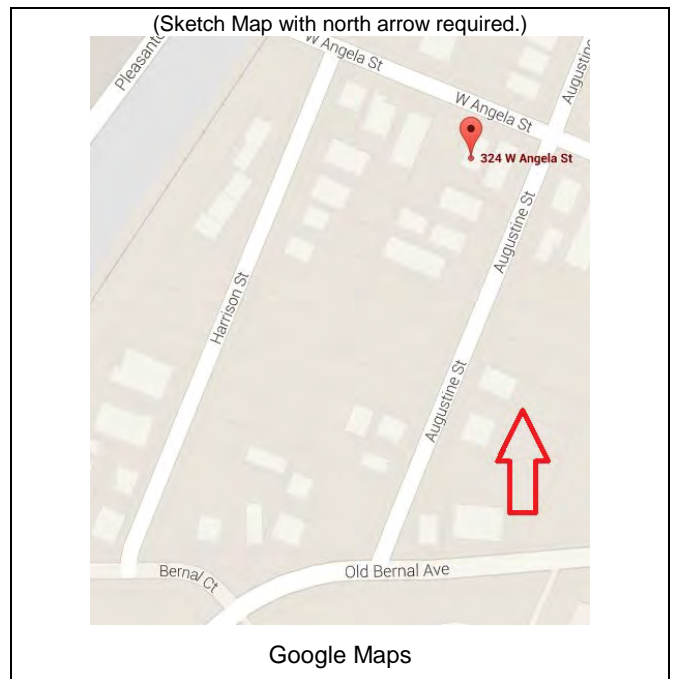 (Sketch Map with north arrow required.)
W Angela St
Pleasanto
Augustine
W Angela St
324 W Angela St
Augustine St
Harrison St
Augustine St
Bernal Ct
Old Bernal Ave
Google Maps